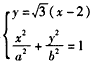 y = √3 (x − 2)
x²/a² + y²/b² = 1